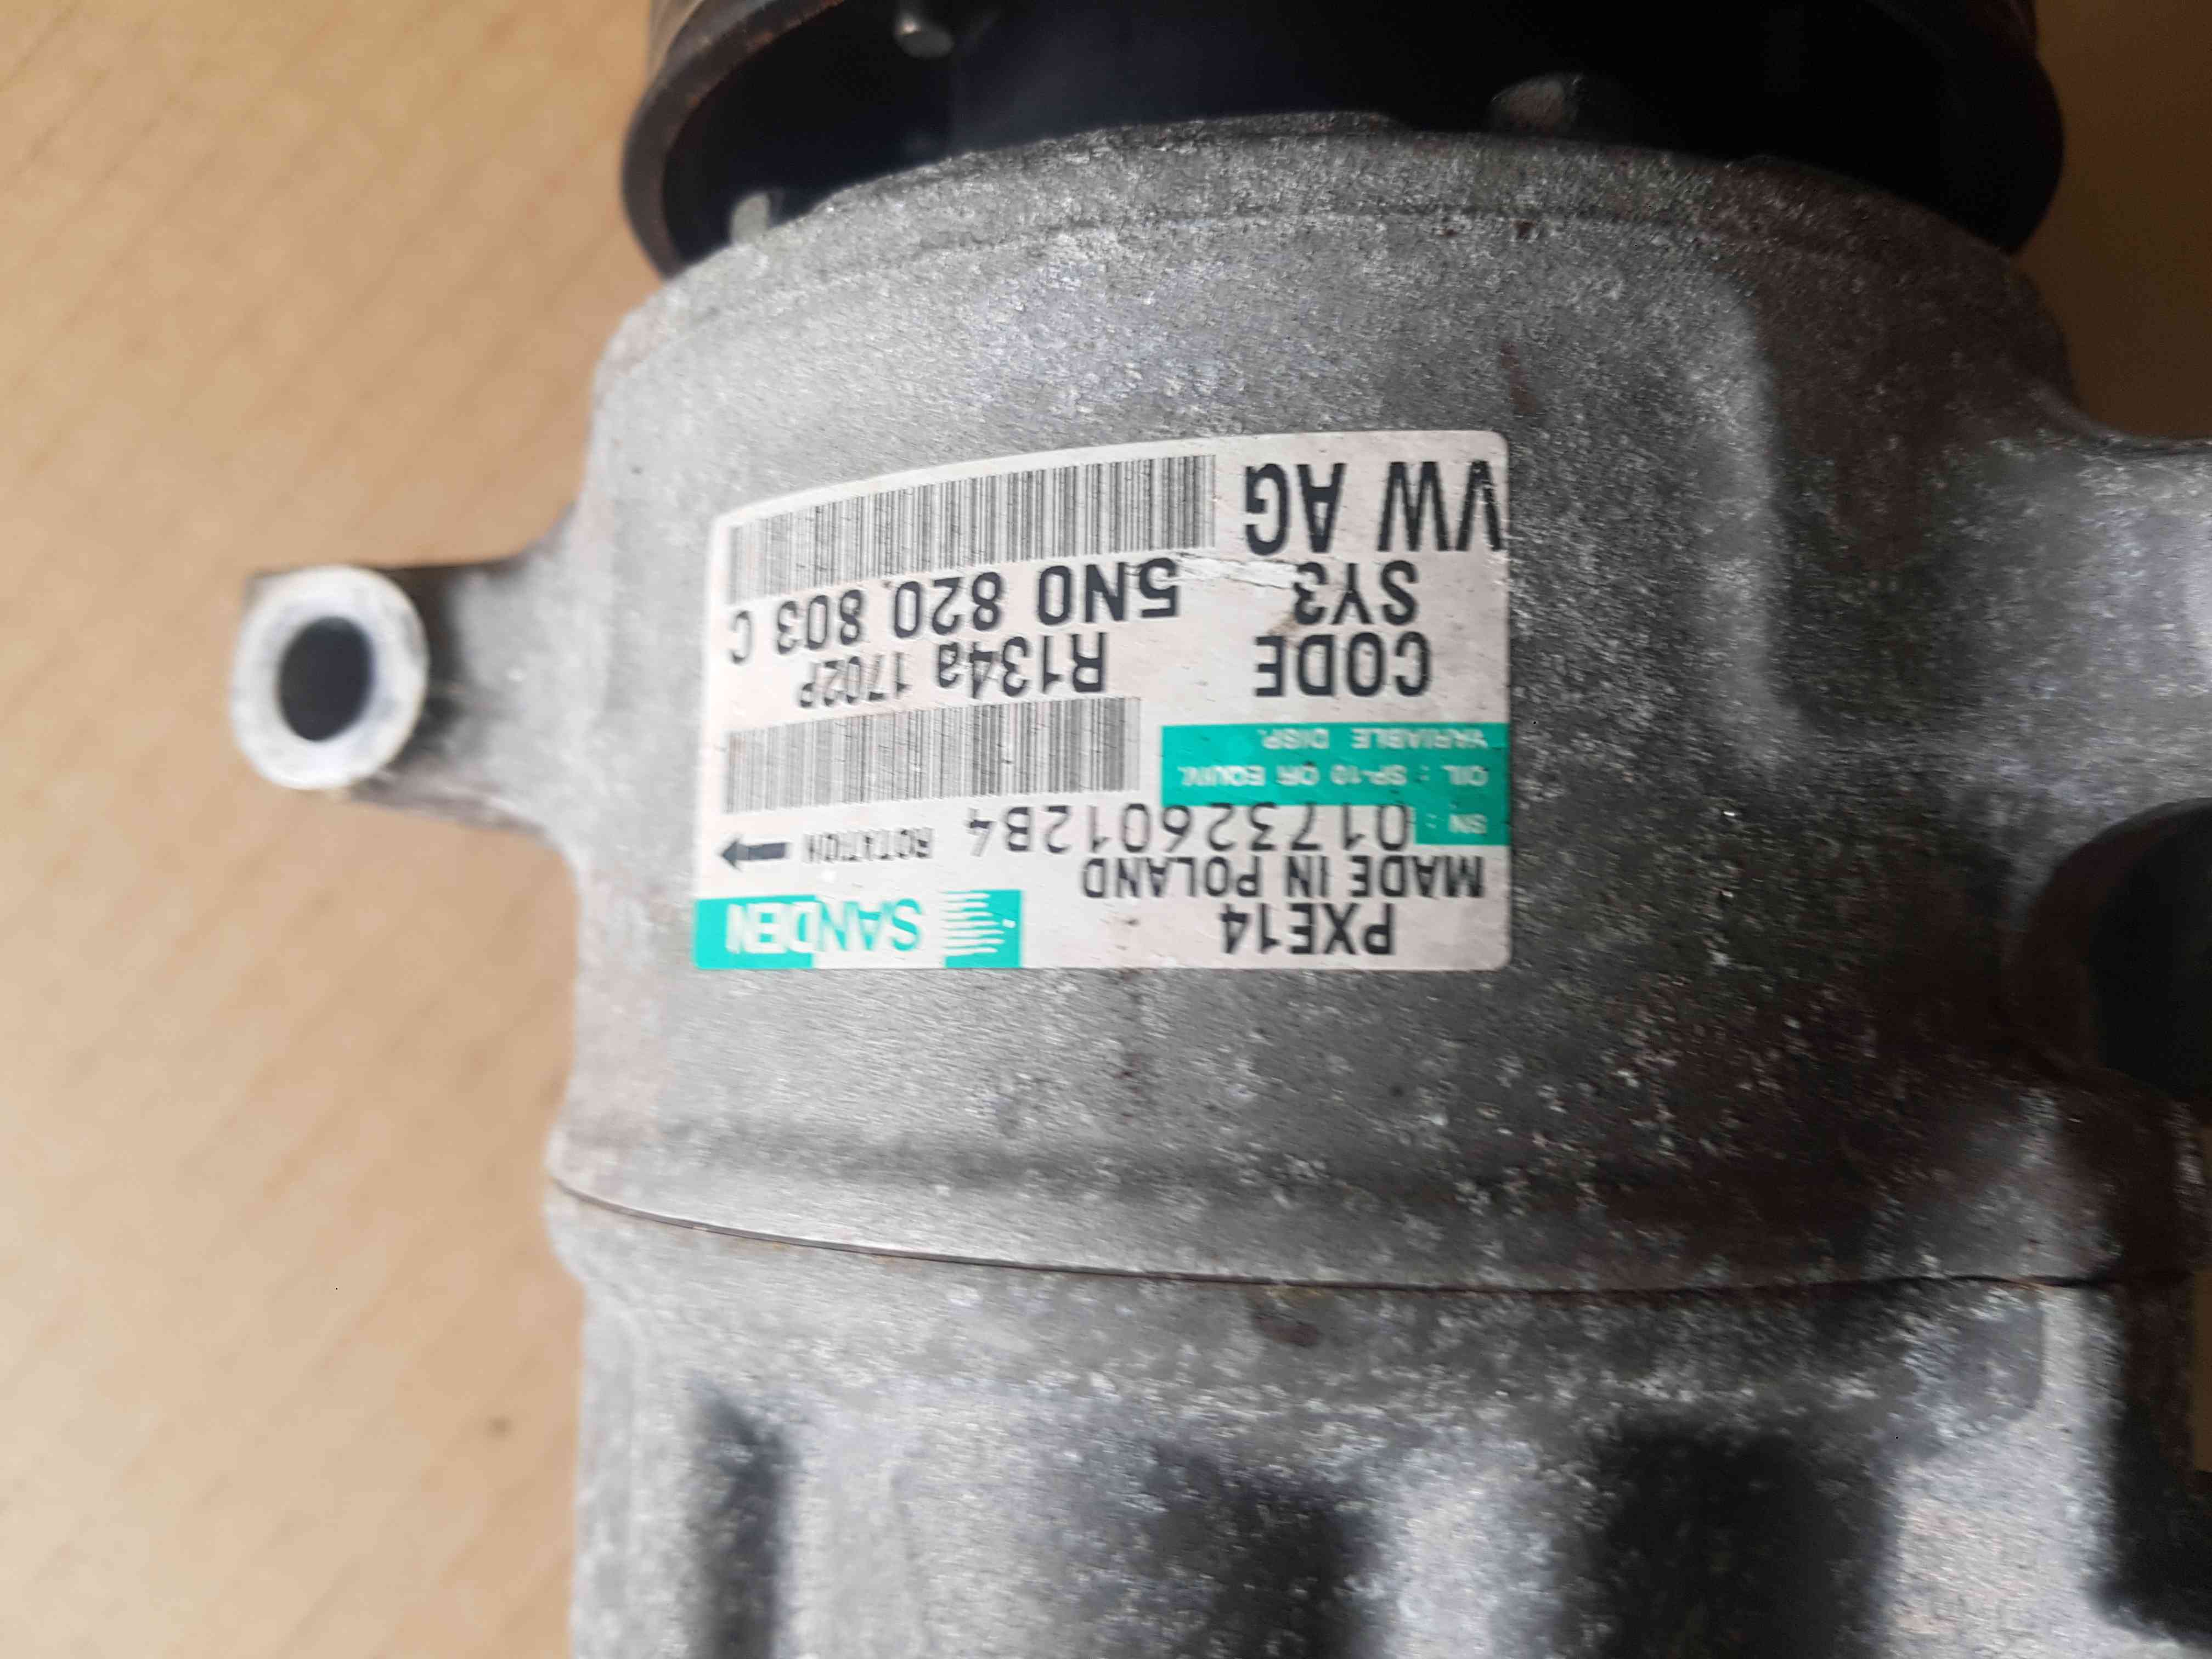 PXE14 SANDEN
MADE IN POLAND
SN : 017326012B4 ROTATION
OIL : SP-10 OR EQUIV.
VARIABLE DISP.
CODE R134a 1702P
SY3 5N0 820 803 C
VW AG